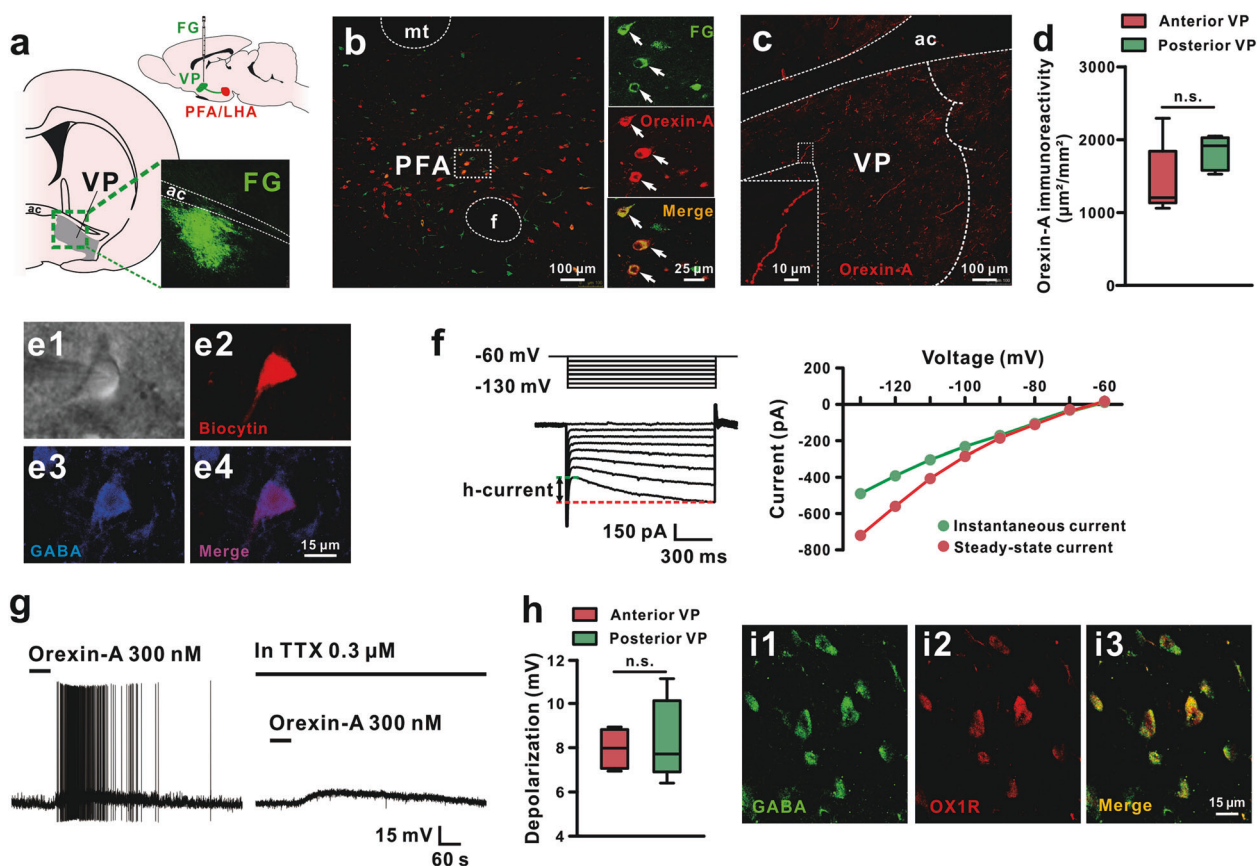 a
FG
VP
PFA/LHA
VP
ac
ac
FG
b
mt
PFA
f
100 μm
FG
Orexin-A
Merge
25 μm
c
ac
VP
10 μm
Orexin-A
100 μm
d
Anterior VP
Posterior VP
Orexin-A immunoreactivity
(μm²/mm²)
3000
2000
1000
0
n.s.
e1
e2
Biocytin
e3
GABA
e4
Merge
15 μm
f
-60 mV
-130 mV
h-current
150 pA
300 ms
Voltage (mV)
-120
-100
-80
-60
Current (pA)
200
0
-200
-400
-600
-800
Instantaneous current
Steady-state current
g
Orexin-A 300 nM
In TTX 0.3 μM
Orexin-A 300 nM
15 mV
60 s
h
Anterior VP
Posterior VP
Depolarization (mV)
12
10
8
6
4
n.s.
i1
GABA
i2
OX1R
i3
Merge
15 μm